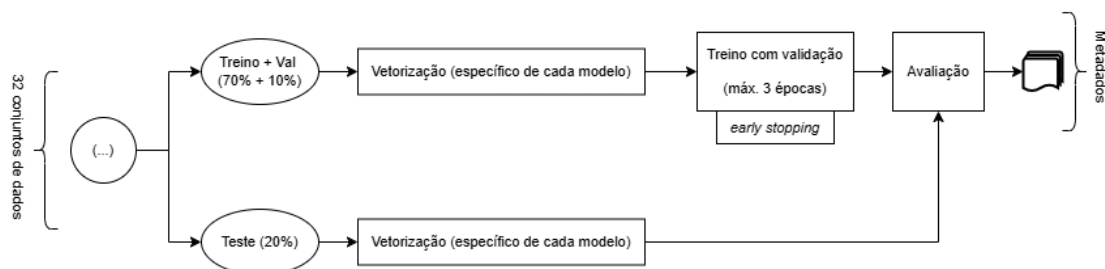 32 conjuntos de dados
(...)
Treino + Val
(70% + 10%)
Vetorização (específico de cada modelo)
Treino com validação
(máx. 3 épocas)
early stopping
Avaliação
Metadados
Teste (20%)
Vetorização (específico de cada modelo)